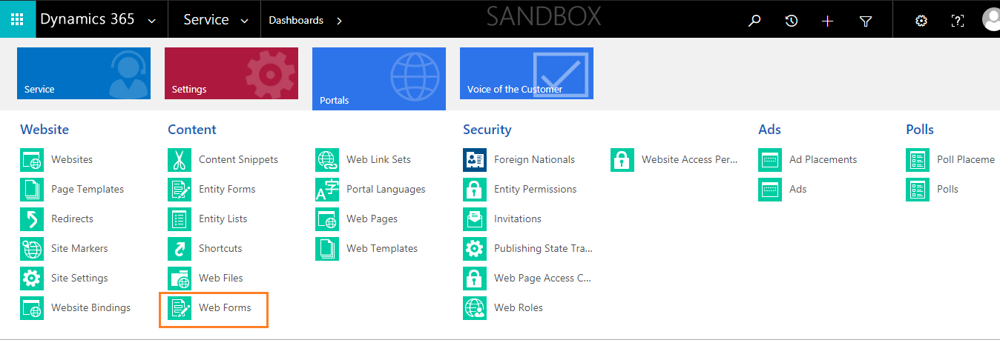 Dynamics 365 Service Dashboards SANDBOX
Service Settings Portals Voice of the Customer
Website Content Security Ads Polls
Websites Content Snippets Web Link Sets Foreign Nationals Website Access Per... Ad Placements Poll Placeme
Page Templates Entity Forms Portal Languages Entity Permissions Ads Polls
Redirects Entity Lists Web Pages Invitations
Site Markers Shortcuts Web Templates Publishing State Tra...
Site Settings Web Files Web Page Access C...
Website Bindings Web Forms Web Roles